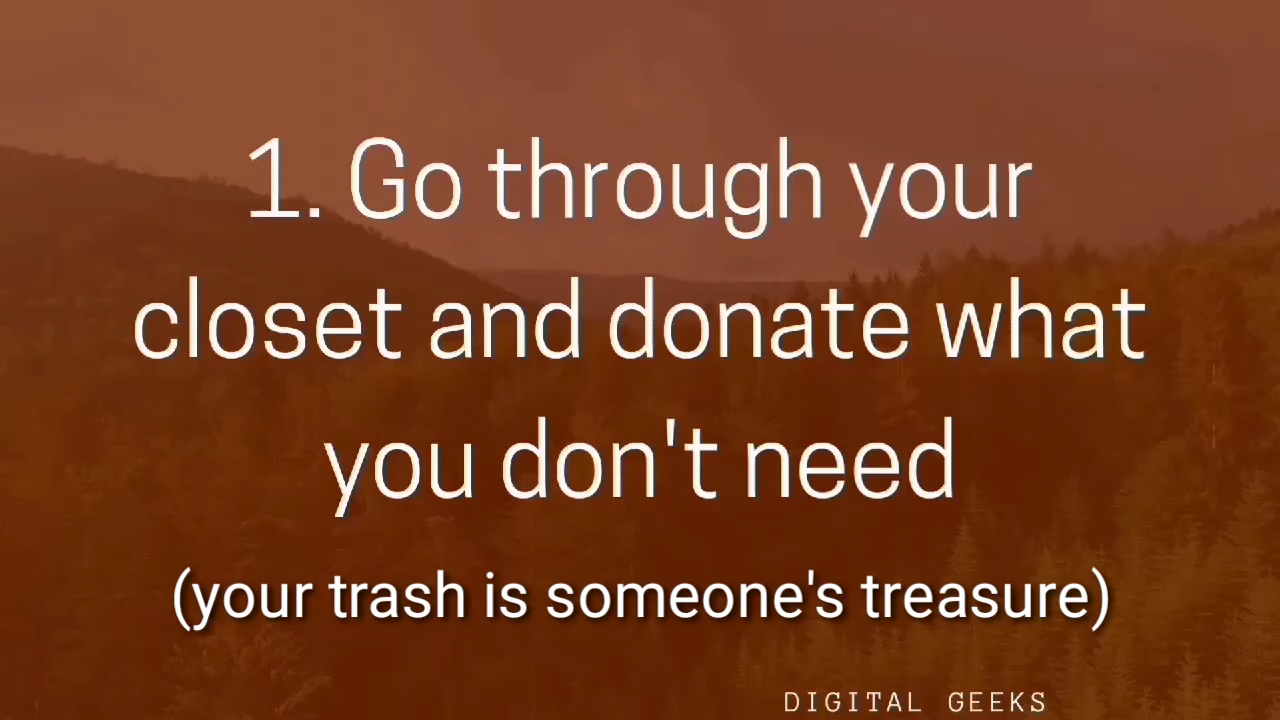 1. Go through your
closet and donate what
you don't need
(your trash is someone's treasure)
DIGITAL GEEKS